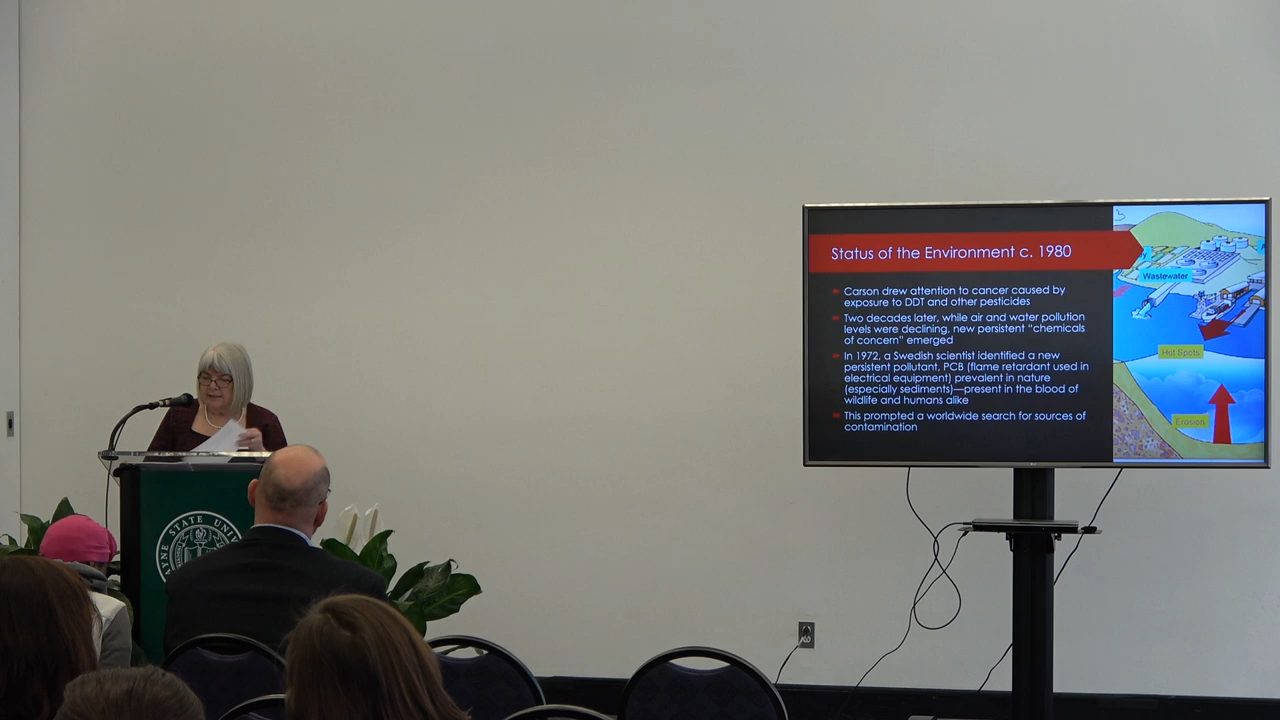 Status of the Environment c. 1980
Carson drew attention to cancer caused by
exposure to DDT and other pesticides
Two decades later, while air and water pollution
levels were declining, new persistent “chemicals
of concern” emerged
In 1972, a Swedish scientist identified a new
persistent pollutant, PCB (flame retardant used in
electrical equipment) prevalent in nature
(especially sediments)—present in the blood of
wildlife and humans alike
This prompted a worldwide search for sources of
contamination
Wastewater
Hot Spots
Erosion
AYNE STATE UNIV